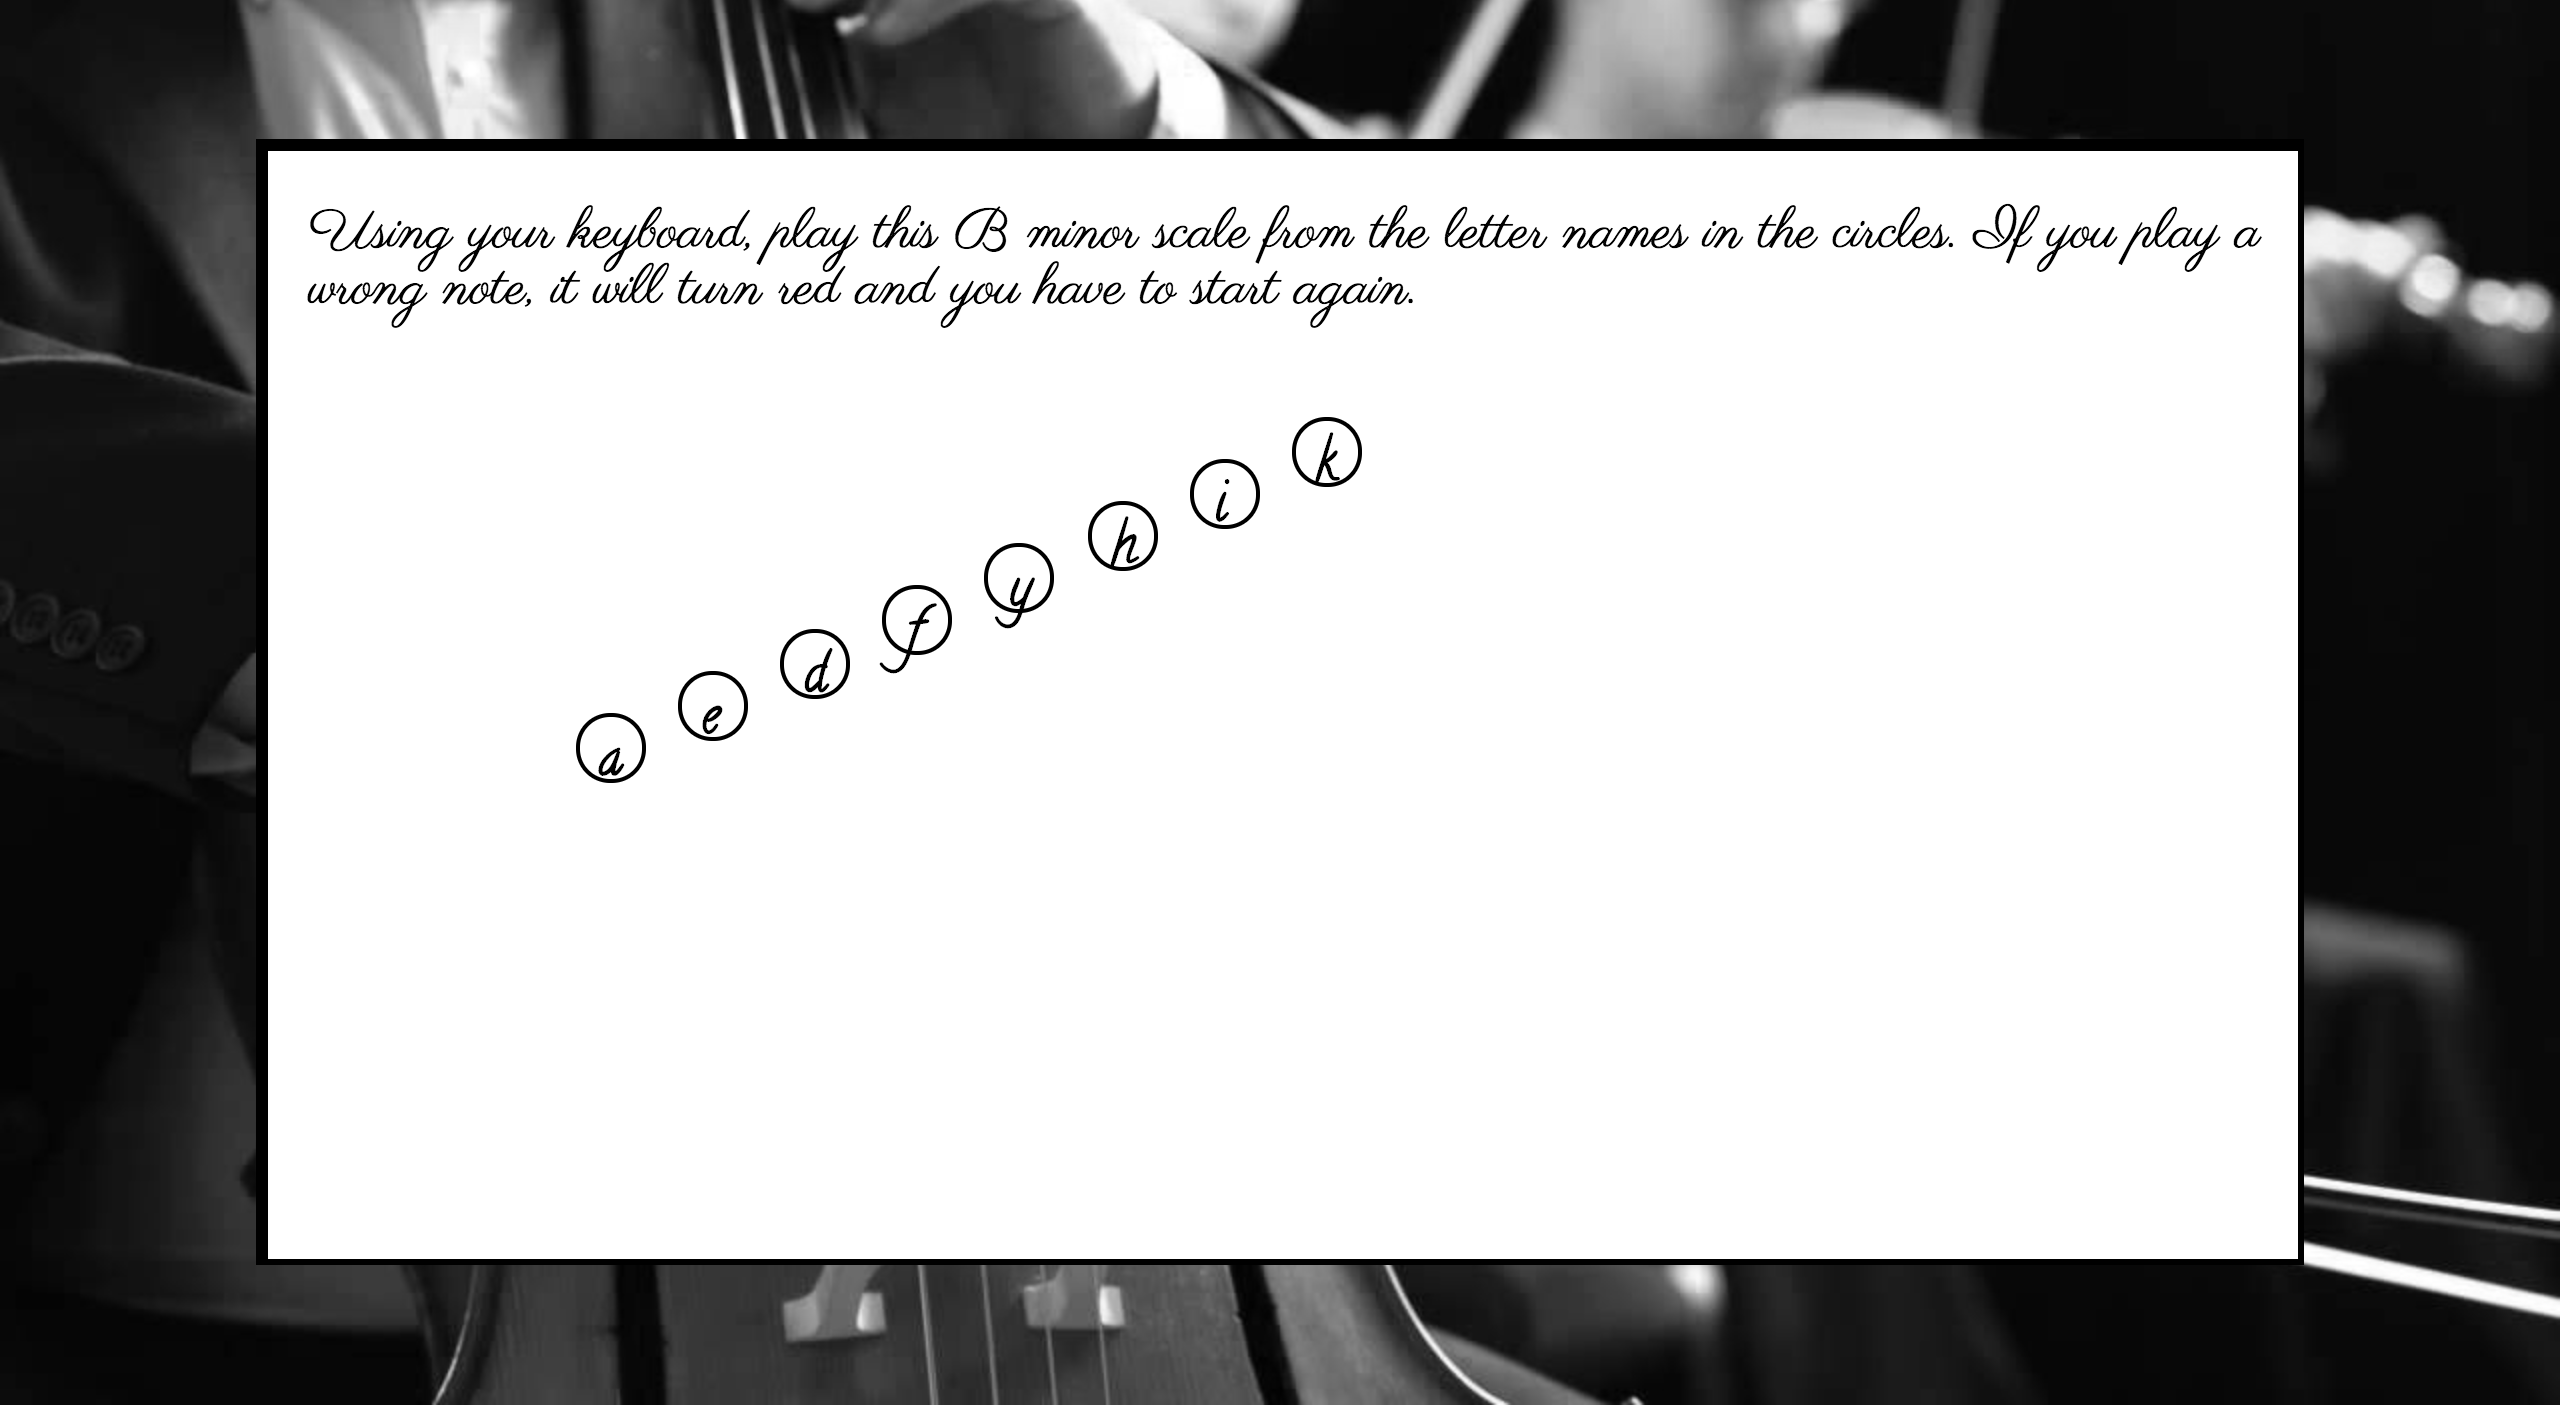 Using your keyboard, play this B minor scale from the letter names in the circles. If you play a
wrong note, it will turn red and you have to start again.
a e d f y h i k